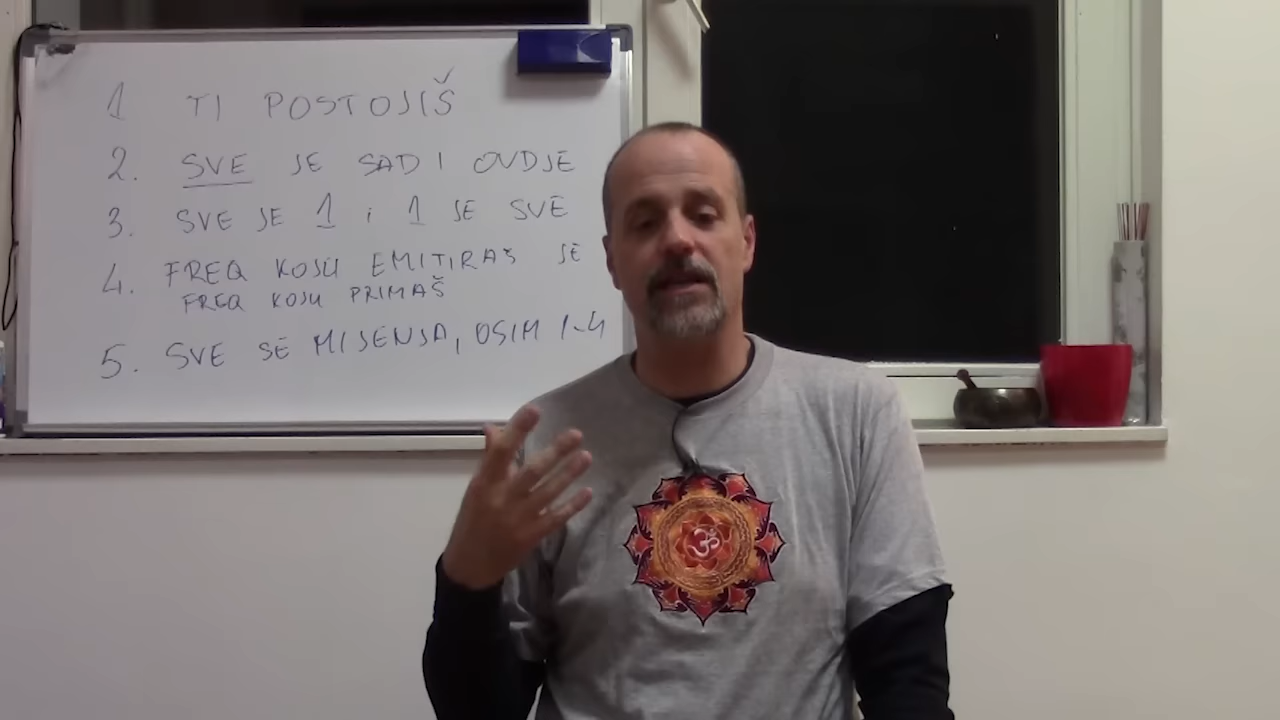 1 TI POSTOJIŠ
2. SVE JE SAD I OVDJE
3. SVE JE 1 i 1 JE SVE
4. FREQ KOJU EMITIRAŠ JE
FREQ KOJU PRIMAŠ
5. SVE SE MIJENJA, OSIM 1-4
ॐ